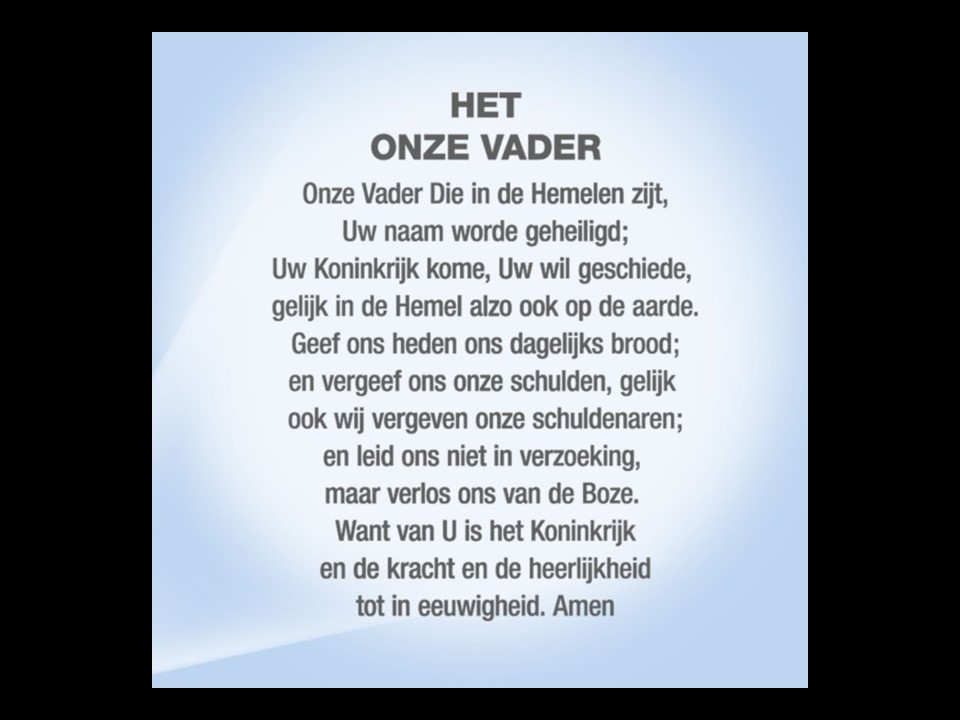 HET
ONZE VADER
Onze Vader Die in de Hemelen zijt,
Uw naam worde geheiligd;
Uw Koninkrijk kome, Uw wil geschiede,
gelijk in de Hemel alzo ook op de aarde.
Geef ons heden ons dagelijks brood;
en vergeef ons onze schulden, gelijk
ook wij vergeven onze schuldenaren;
en leid ons niet in verzoeking,
maar verlos ons van de Boze.
Want van U is het Koninkrijk
en de kracht en de heerlijkheid
tot in eeuwigheid. Amen